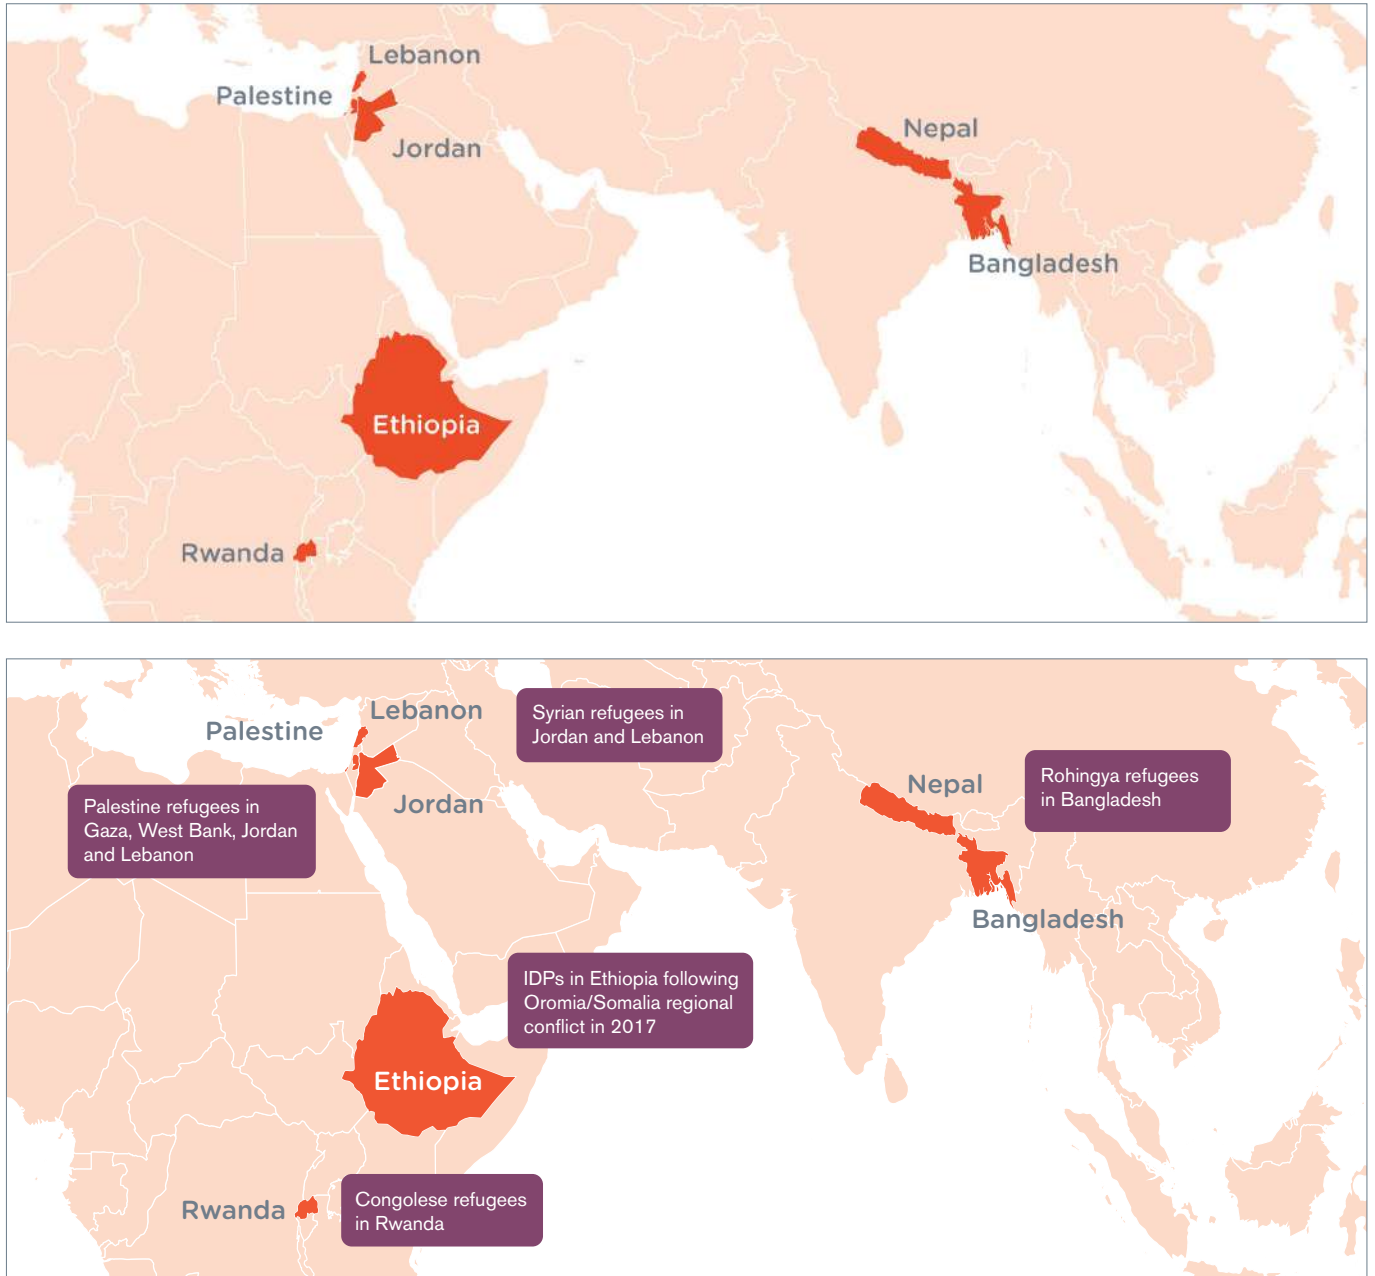 Lebanon
Palestine
Jordan
Nepal
Bangladesh
Ethiopia
Rwanda
Lebanon
Palestine
Jordan
Syrian refugees in
Jordan and Lebanon
Palestine refugees in
Gaza, West Bank, Jordan
and Lebanon
Nepal
Rohingya refugees
in Bangladesh
Bangladesh
IDPs in Ethiopia following
Oromia/Somalia regional
conflict in 2017
Ethiopia
Rwanda
Congolese refugees
in Rwanda